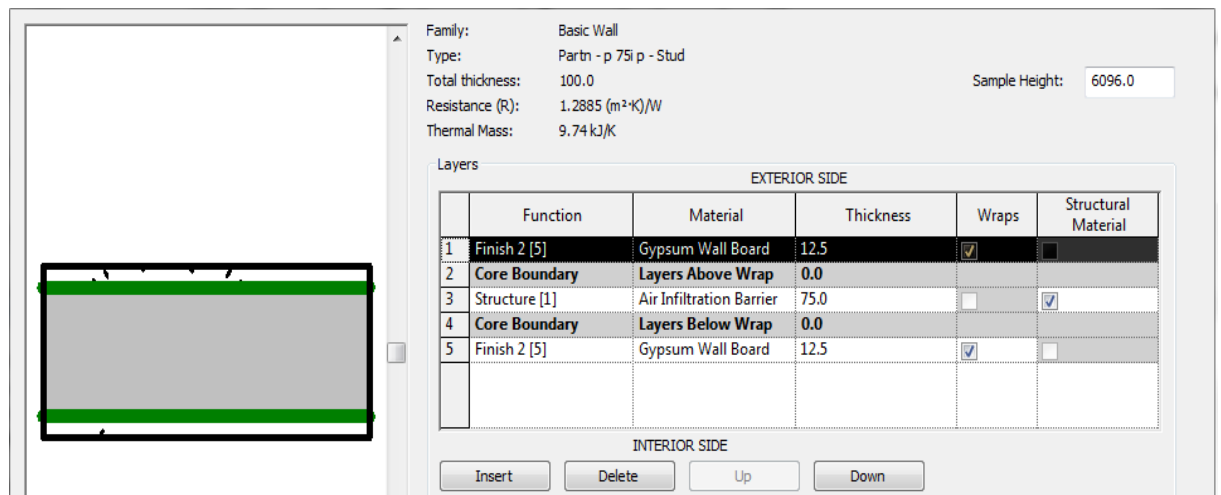 Family: Basic Wall
Type: Partn - p 75i p - Stud
Total thickness: 100.0 Sample Height: 6096.0
Resistance (R): 1.2885 (m²·K)/W
Thermal Mass: 9.74 kJ/K
Layers
EXTERIOR SIDE
Function Material Thickness Wraps Structural Material
1 Finish 2 [5] Gypsum Wall Board 12.5
2 Core Boundary Layers Above Wrap 0.0
3 Structure [1] Air Infiltration Barrier 75.0
4 Core Boundary Layers Below Wrap 0.0
5 Finish 2 [5] Gypsum Wall Board 12.5
INTERIOR SIDE
Insert Delete Up Down